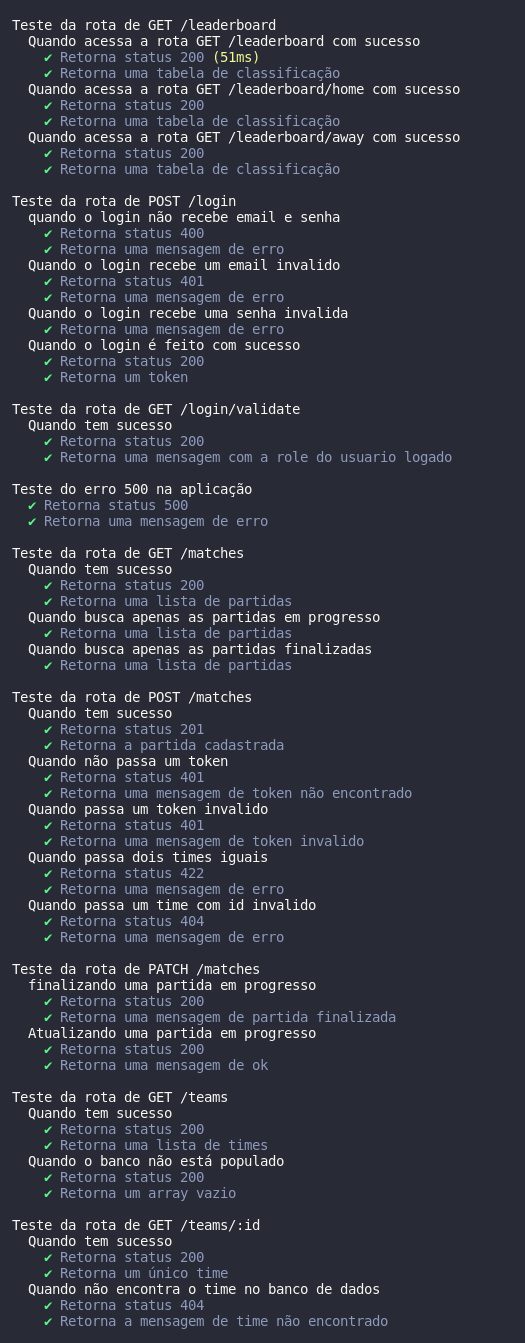 Teste da rota de GET /leaderboard
Quando acessa a rota GET /leaderboard com sucesso
✔ Retorna status 200 (51ms)
✔ Retorna uma tabela de classificação
Quando acessa a rota GET /leaderboard/home com sucesso
✔ Retorna status 200
✔ Retorna uma tabela de classificação
Quando acessa a rota GET /leaderboard/away com sucesso
✔ Retorna status 200
✔ Retorna uma tabela de classificação
Teste da rota de POST /login
quando o login não recebe email e senha
✔ Retorna status 400
✔ Retorna uma mensagem de erro
Quando o login recebe um email invalido
✔ Retorna status 401
✔ Retorna uma mensagem de erro
Quando o login recebe uma senha invalida
✔ Retorna uma mensagem de erro
Quando o login é feito com sucesso
✔ Retorna status 200
✔ Retorna um token
Teste da rota de GET /login/validate
Quando tem sucesso
✔ Retorna status 200
✔ Retorna uma mensagem com a role do usuario logado
Teste do erro 500 na aplicação
✔ Retorna status 500
✔ Retorna uma mensagem de erro
Teste da rota de GET /matches
Quando tem sucesso
✔ Retorna status 200
✔ Retorna uma lista de partidas
Quando busca apenas as partidas em progresso
✔ Retorna uma lista de partidas
Quando busca apenas as partidas finalizadas
✔ Retorna uma lista de partidas
Teste da rota de POST /matches
Quando tem sucesso
✔ Retorna status 201
✔ Retorna a partida cadastrada
Quando não passa um token
✔ Retorna status 401
✔ Retorna uma mensagem de token não encontrado
Quando passa um token invalido
✔ Retorna status 401
✔ Retorna uma mensagem de token invalido
Quando passa dois times iguais
✔ Retorna status 422
✔ Retorna uma mensagem de erro
Quando passa um time com id invalido
✔ Retorna status 404
✔ Retorna uma mensagem de erro
Teste da rota de PATCH /matches
finalizando uma partida em progresso
✔ Retorna status 200
✔ Retorna uma mensagem de partida finalizada
Atualizando uma partida em progresso
✔ Retorna status 200
✔ Retorna uma mensagem de ok
Teste da rota de GET /teams
Quando tem sucesso
✔ Retorna status 200
✔ Retorna uma lista de times
Quando o banco não está populado
✔ Retorna status 200
✔ Retorna um array vazio
Teste da rota de GET /teams/:id
Quando tem sucesso
✔ Retorna status 200
✔ Retorna um único time
Quando não encontra o time no banco de dados
✔ Retorna status 404
✔ Retorna a mensagem de time não encontrado